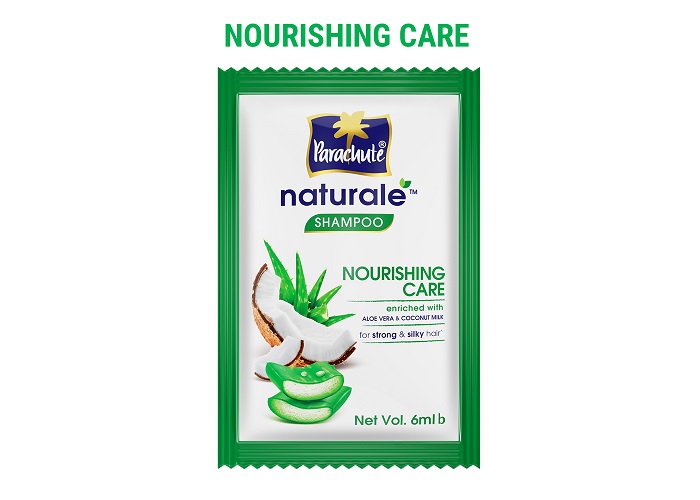 NOURISHING CARE
Parachute®
naturale™
SHAMPOO
NOURISHING
CARE
enriched with
ALOE VERA & COCONUT MILK
for strong & silky hair*
Net Vol. 6ml b